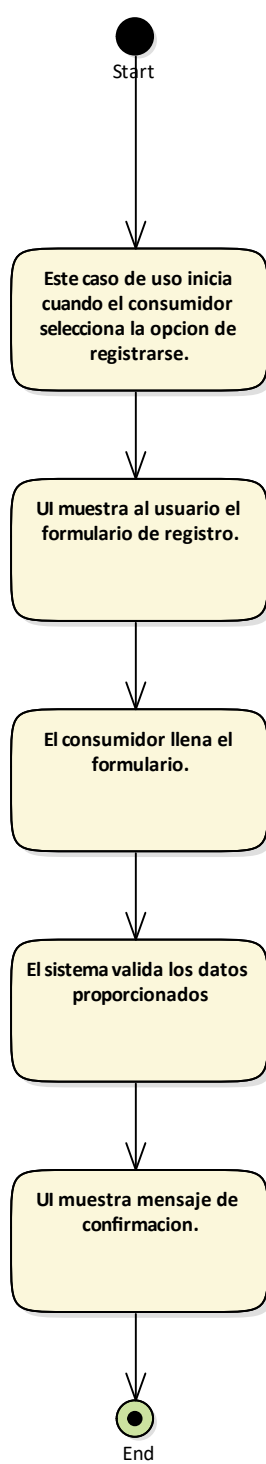 Start
Este caso de uso inicia
cuando el consumidor
selecciona la opcion de
registrarse.
UI muestra al usuario el
formulario de registro.
El consumidor llena el
formulario.
El sistema valida los datos
proporcionados
UI muestra mensaje de
confirmacion.
End